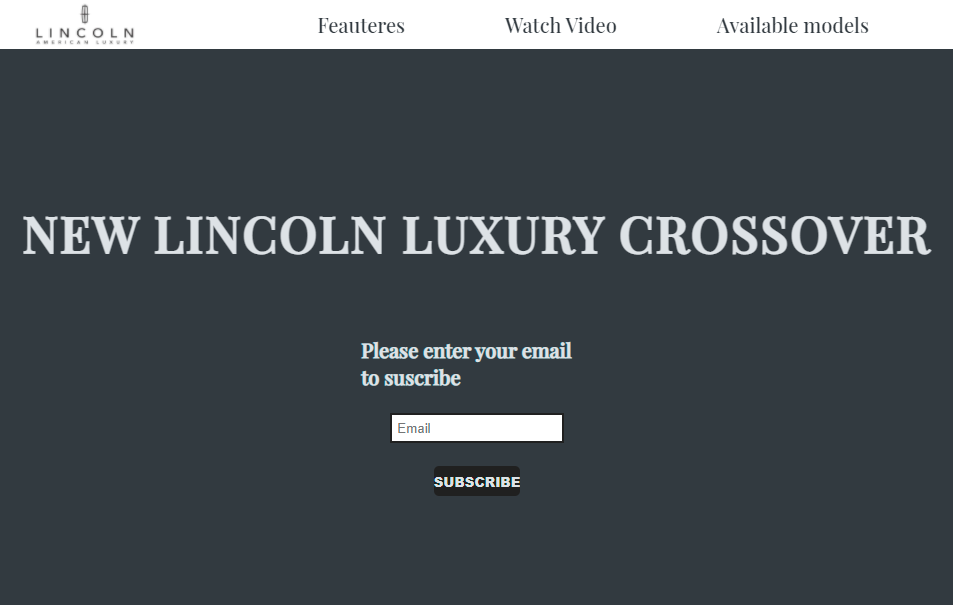 LINCOLN
AMERICAN LUXURY
Feauteres
Watch Video
Available models
NEW LINCOLN LUXURY CROSSOVER
Please enter your email
to suscribe
Email
SUBSCRIBE